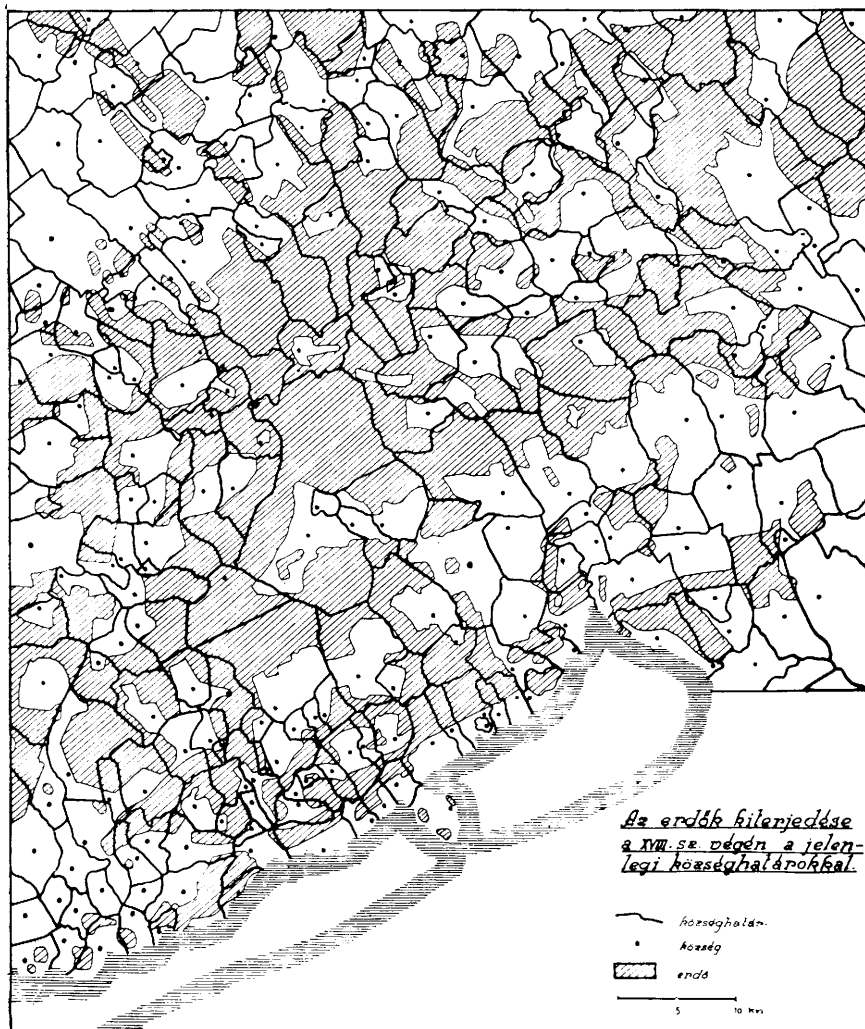 Az erdők kiterjedése
a XVIII. sz. végén a jelen-
legi községhatárokkal.
községhatár.
község
erdő
5 10 km